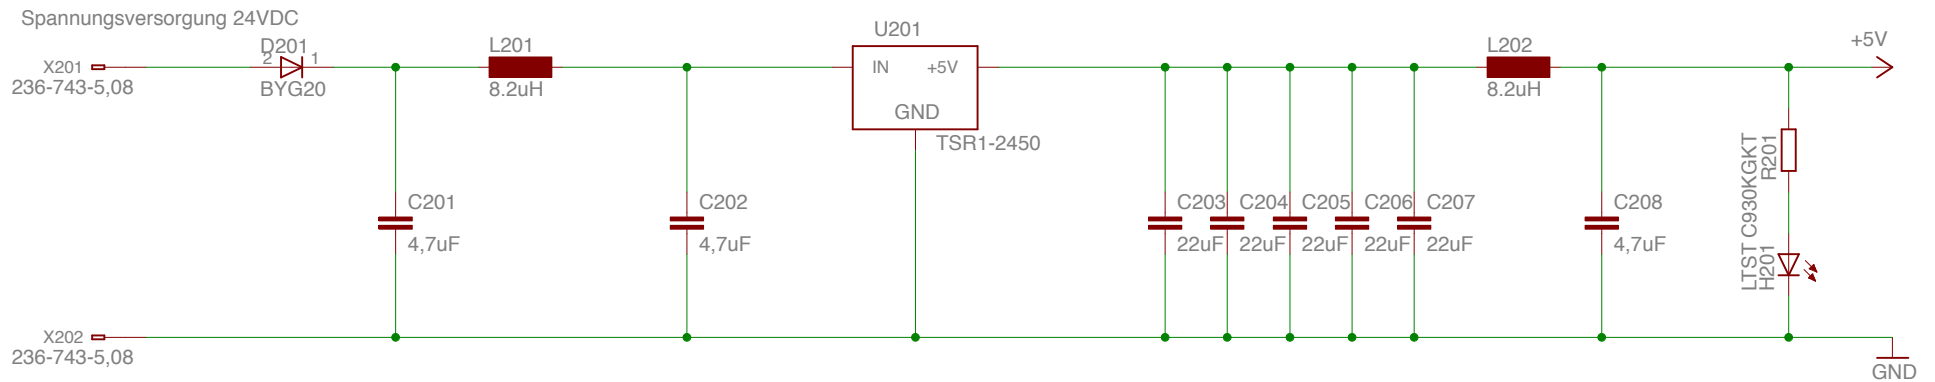 Spannungsversorgung 24VDC
X201
236-743-5,08
D201
2
1
BYG20
L201
8.2uH
U201
IN
+5V
GND
TSR1-2450
L202
8.2uH
+5V
C201
4,7uF
C202
4,7uF
C203
22uF
C204
22uF
C205
22uF
C206
22uF
C207
22uF
C208
4,7uF
R201
LTST C930KGKT
H201
X202
236-743-5,08
GND